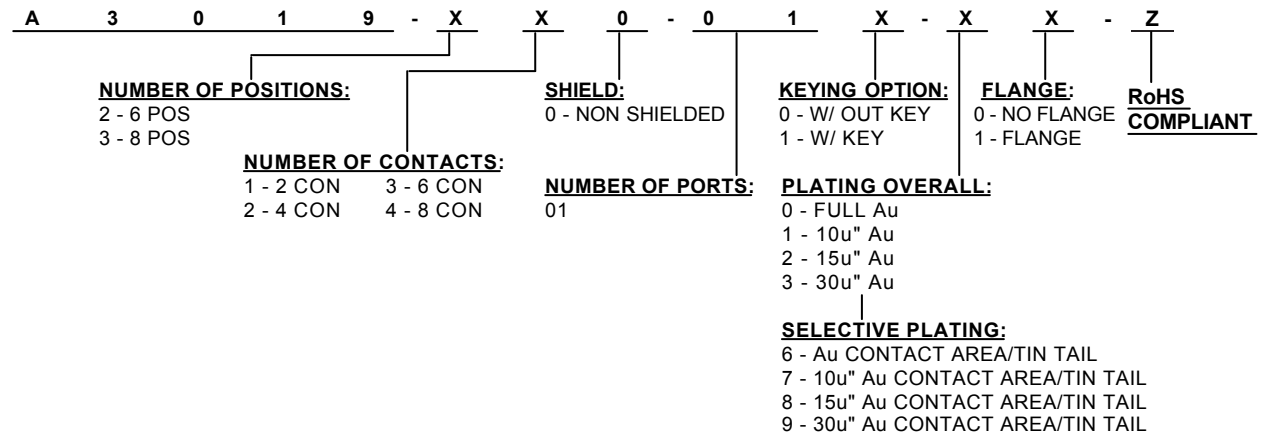 A 3 0 1 9 - X X 0 - 0 1 X - X X - Z
NUMBER OF POSITIONS:
2 - 6 POS
3 - 8 POS
NUMBER OF CONTACTS:
1 - 2 CON 3 - 6 CON
2 - 4 CON 4 - 8 CON
SHIELD:
0 - NON SHIELDED
NUMBER OF PORTS:
01
KEYING OPTION:
0 - W/ OUT KEY
1 - W/ KEY
FLANGE:
0 - NO FLANGE
1 - FLANGE
RoHS
COMPLIANT
PLATING OVERALL:
0 - FULL Au
1 - 10u" Au
2 - 15u" Au
3 - 30u" Au
SELECTIVE PLATING:
6 - Au CONTACT AREA/TIN TAIL
7 - 10u" Au CONTACT AREA/TIN TAIL
8 - 15u" Au CONTACT AREA/TIN TAIL
9 - 30u" Au CONTACT AREA/TIN TAIL